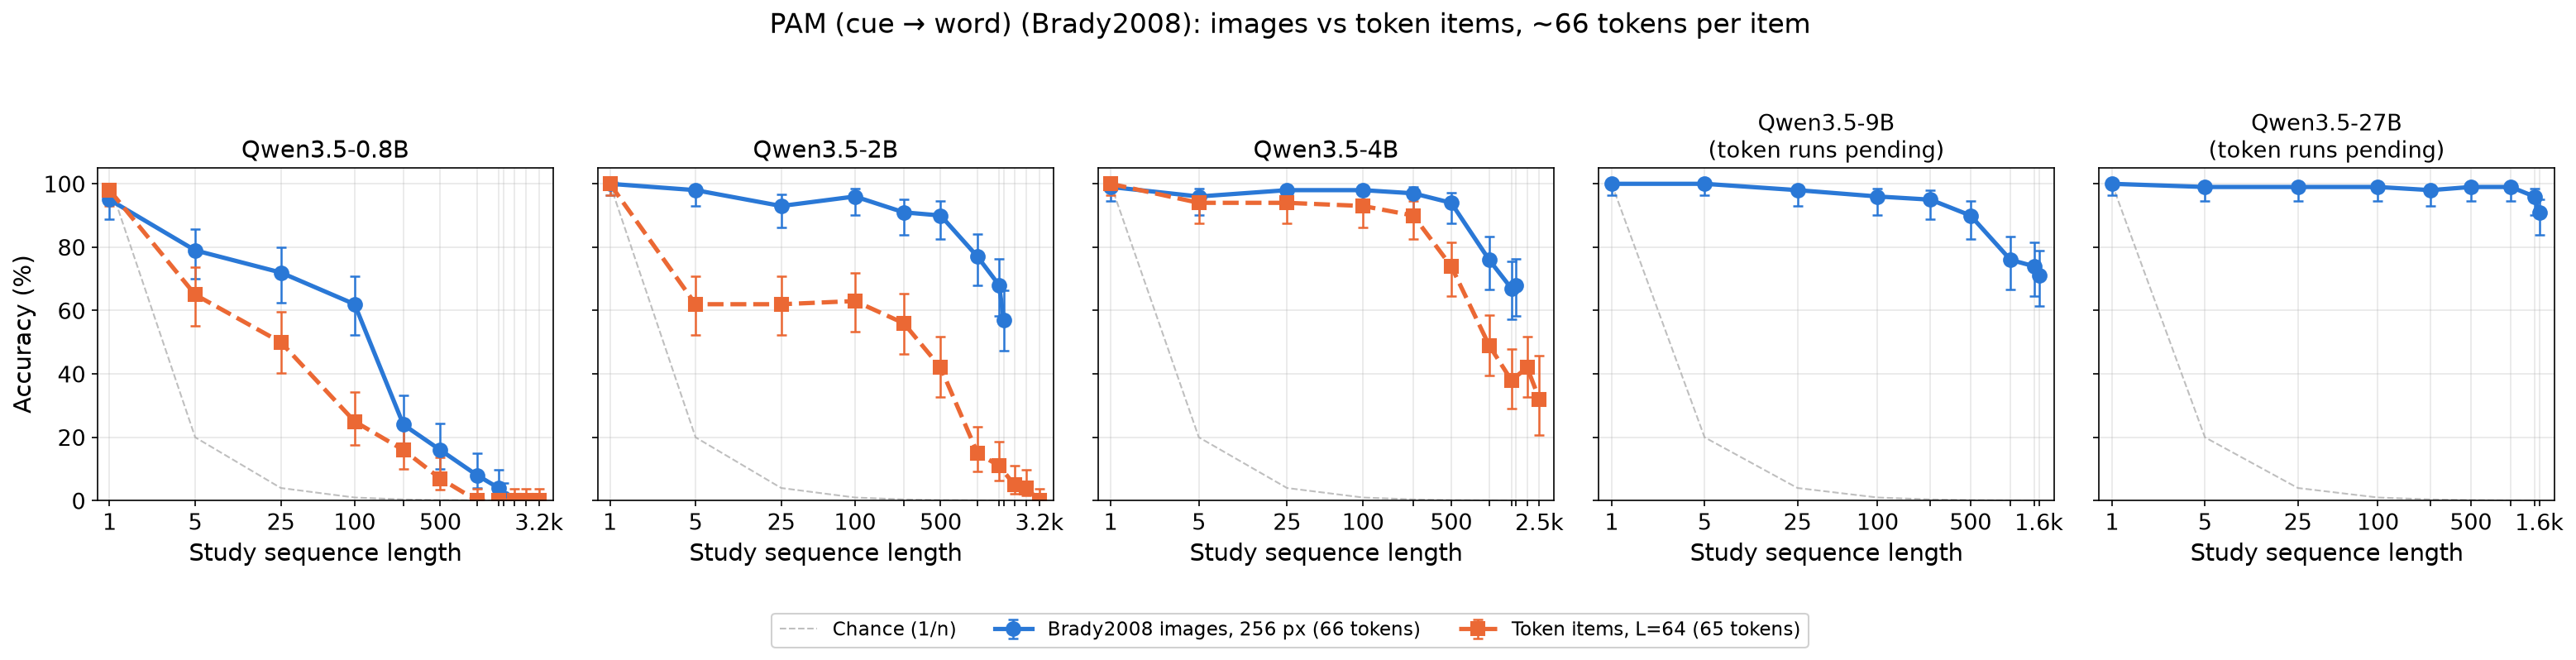 PAM (cue → word) (Brady2008): images vs token items, ~66 tokens per item
Qwen3.5-0.8B
Qwen3.5-2B
Qwen3.5-4B
Qwen3.5-9B
(token runs pending)
Qwen3.5-27B
(token runs pending)
Accuracy (%)
100
80
60
40
20
0
1 5 25 100 500 3.2k
1 5 25 100 500 3.2k
1 5 25 100 500 2.5k
1 5 25 100 500 1.6k
1 5 25 100 500 1.6k
Study sequence length
Study sequence length
Study sequence length
Study sequence length
Study sequence length
Chance (1/n)
Brady2008 images, 256 px (66 tokens)
Token items, L=64 (65 tokens)